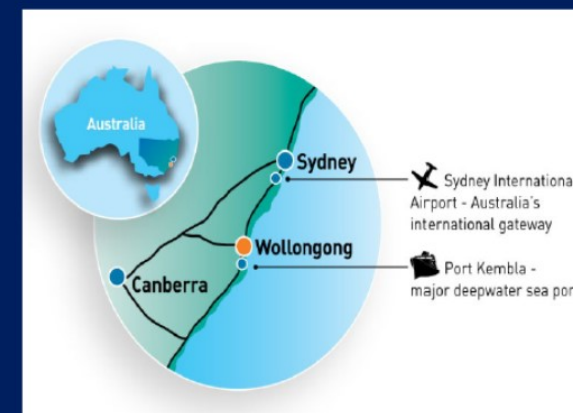 Australia
Sydney
Sydney Internationa
Airport - Australia's
international gateway
Wollongong
Port Kembla -
major deepwater sea por
Canberra